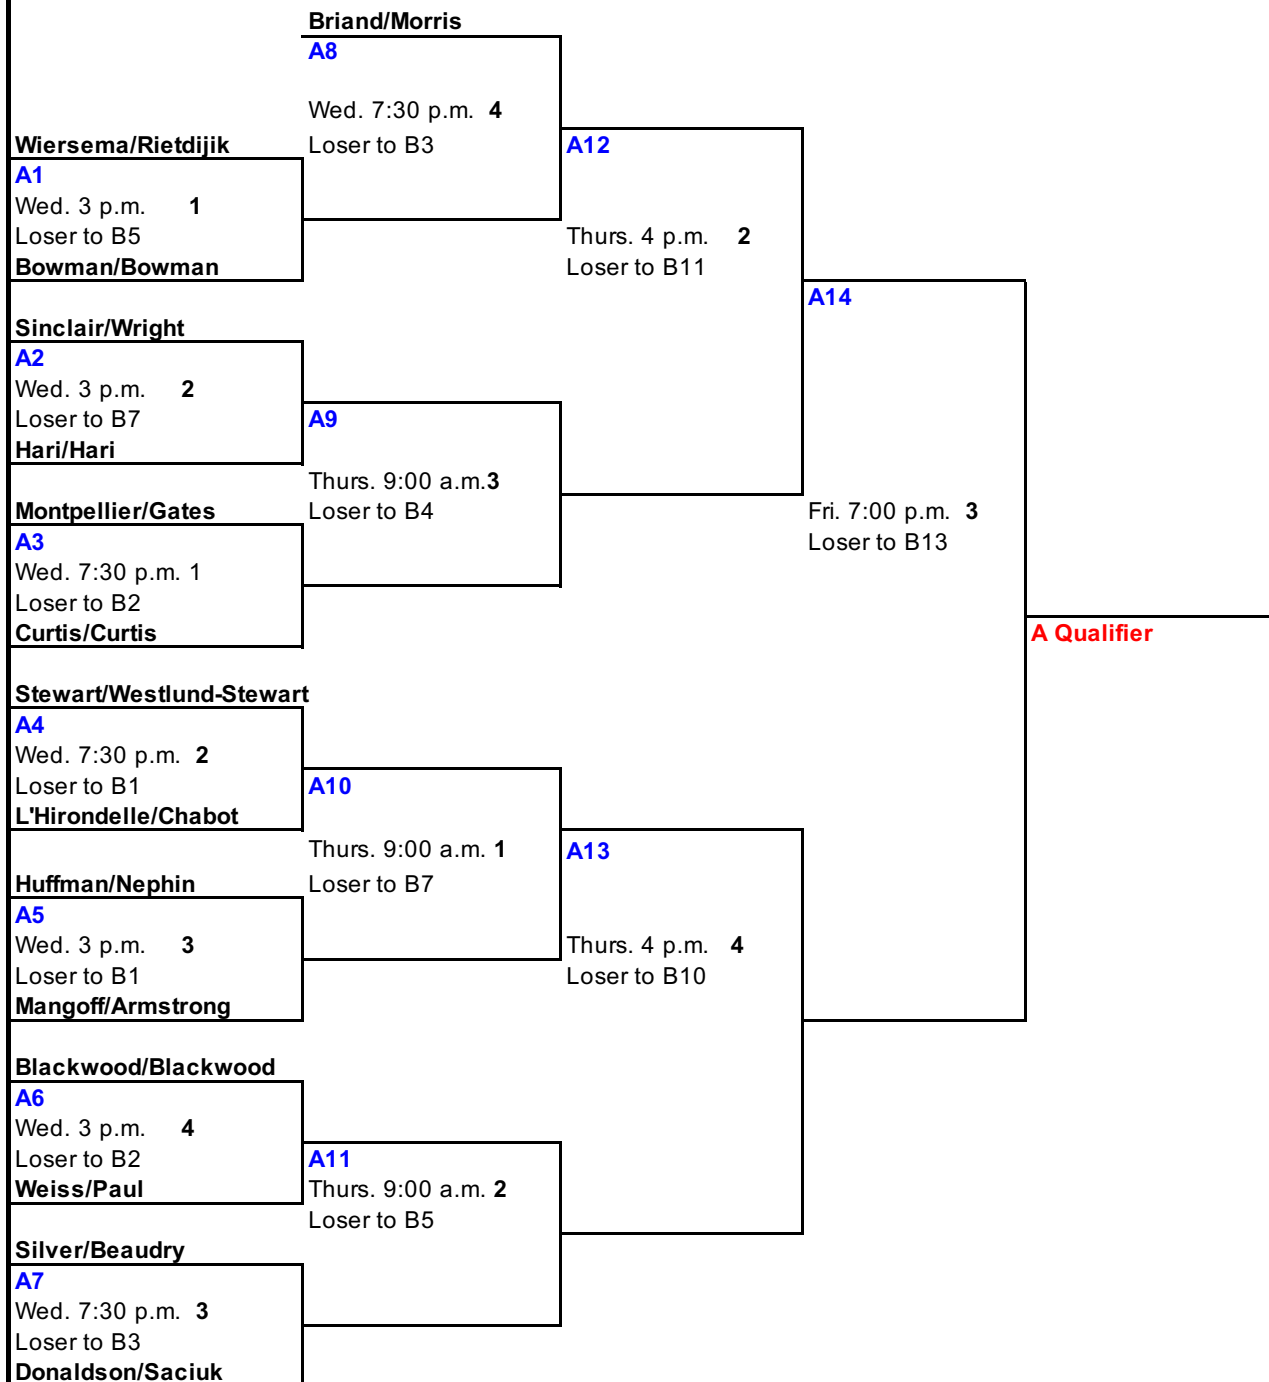 Briand/Morris
A8
Wed. 7:30 p.m. 4
Loser to B3
Wiersema/Rietdijik
A1
Wed. 3 p.m. 1
Loser to B5
Bowman/Bowman
A12
Thurs. 4 p.m. 2
Loser to B11
A14
Fri. 7:00 p.m. 3
Loser to B13
Sinclair/Wright
A2
Wed. 3 p.m. 2
Loser to B7
Hari/Hari
A9
Thurs. 9:00 a.m.3
Loser to B4
Montpellier/Gates
A3
Wed. 7:30 p.m. 1
Loser to B2
Curtis/Curtis
A Qualifier
Stewart/Westlund-Stewart
A4
Wed. 7:30 p.m. 2
Loser to B1
L'Hirondelle/Chabot
A10
Thurs. 9:00 a.m. 1
Loser to B7
A13
Thurs. 4 p.m. 4
Loser to B10
Huffman/Nephin
A5
Wed. 3 p.m. 3
Loser to B1
Mangoff/Armstrong
Blackwood/Blackwood
A6
Wed. 3 p.m. 4
Loser to B2
Weiss/Paul
A11
Thurs. 9:00 a.m. 2
Loser to B5
Silver/Beaudry
A7
Wed. 7:30 p.m. 3
Loser to B3
Donaldson/Saciuk